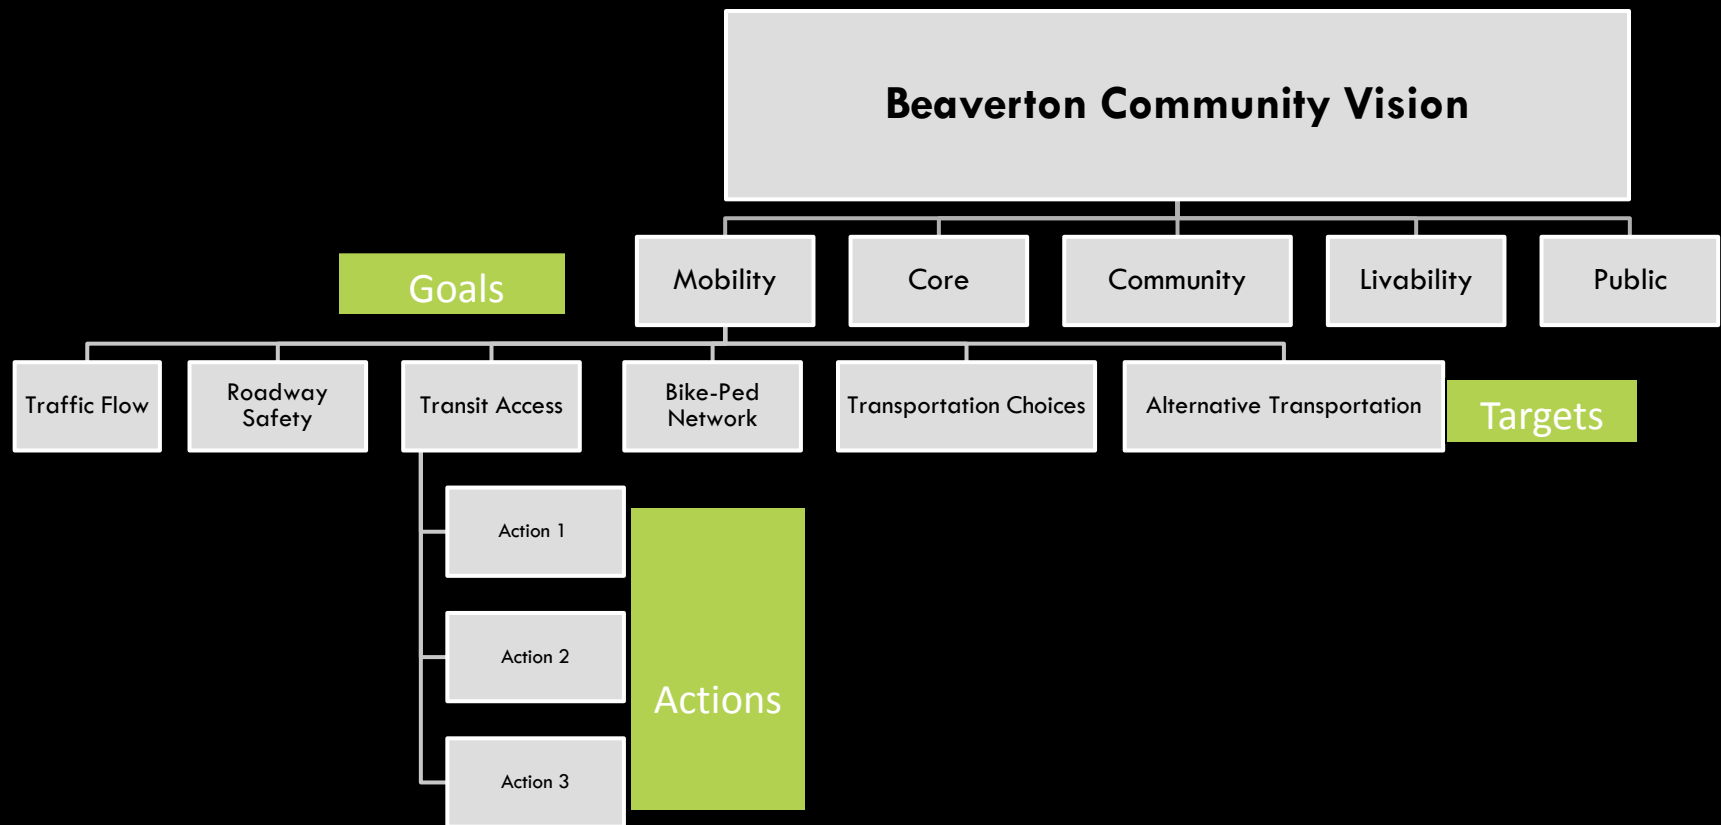 Beaverton Community Vision
Goals
Mobility
Core
Community
Livability
Public
Traffic Flow
Roadway
Safety
Transit Access
Bike-Ped
Network
Transportation Choices
Alternative Transportation
Targets
Action 1
Action 2
Actions
Action 3